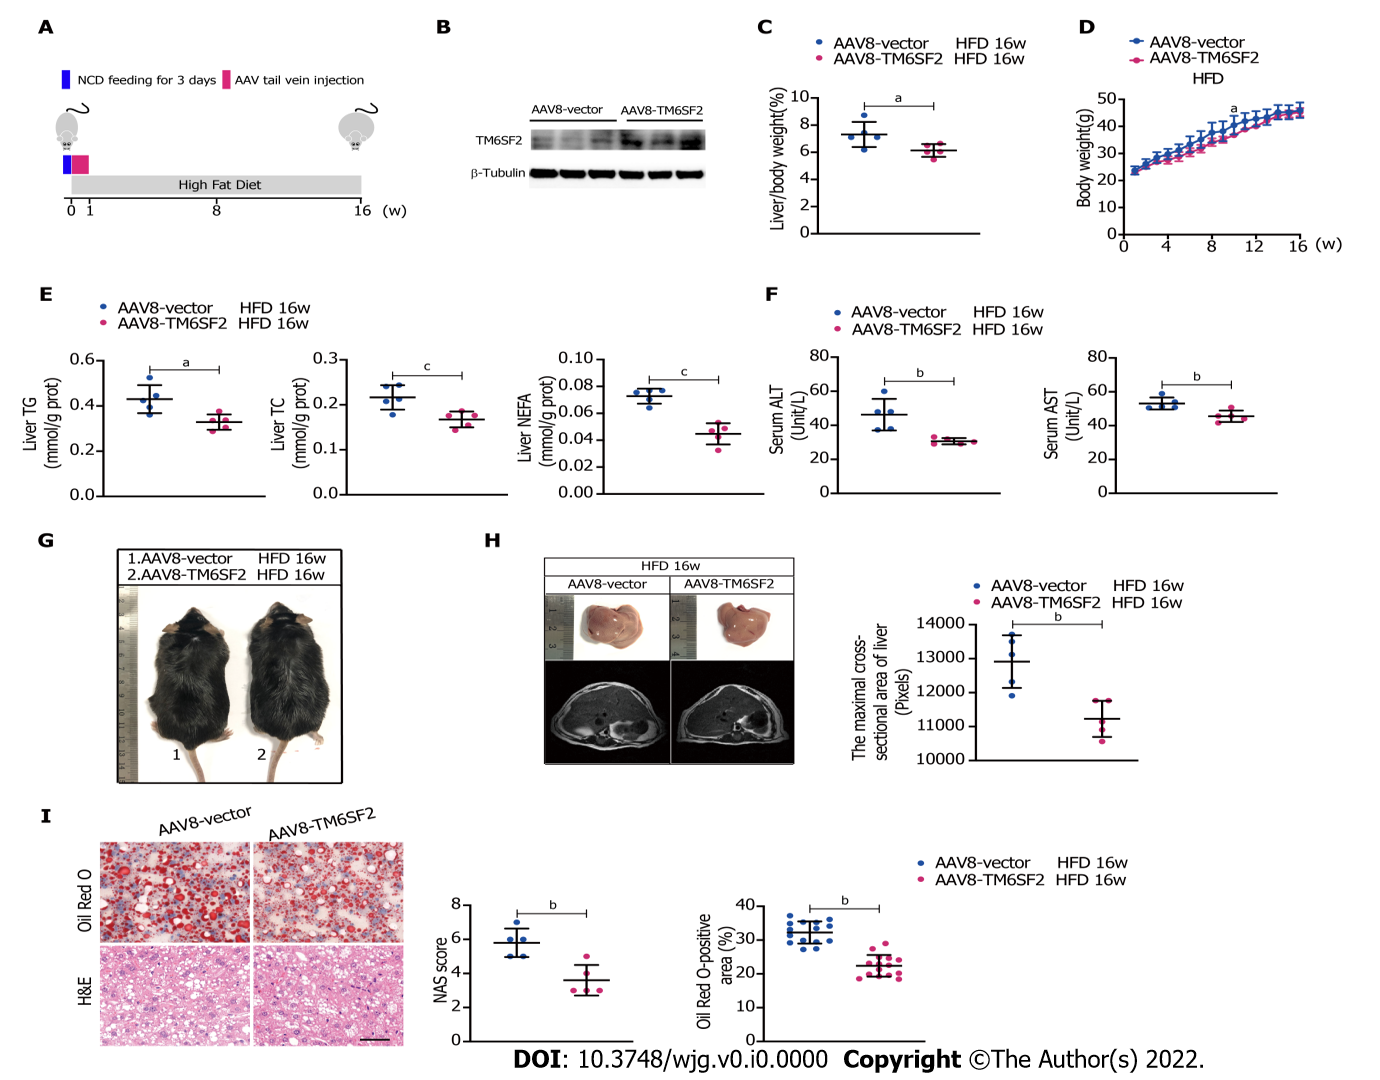 A
NCD feeding for 3 days
AAV tail vein injection
High Fat Diet
0 1 8 16 (w)
B
AAV8-vector AAV8-TM6SF2
TM6SF2
β-Tubulin
C
AAV8-vector HFD 16w
AAV8-TM6SF2 HFD 16w
Liver/body weight(%)
10
8
6
4
2
0
a
D
AAV8-vector
AAV8-TM6SF2
HFD
Body weight(g)
50
40
30
20
10
0
a
0 4 8 12 16 (w)
E
AAV8-vector HFD 16w
AAV8-TM6SF2 HFD 16w
Liver TG
(mmol/g prot)
0.6
0.4
0.2
0.0
a
Liver TC
(mmol/g prot)
0.3
0.2
0.1
0.0
c
Liver NEFA
(mmol/g prot)
0.10
0.08
0.06
0.04
0.02
0.00
c
F
AAV8-vector HFD 16w
AAV8-TM6SF2 HFD 16w
Serum ALT
(Unit/L)
80
60
40
20
0
b
Serum AST
(Unit/L)
80
60
40
20
0
b
G
1.AAV8-vector HFD 16w
2.AAV8-TM6SF2 HFD 16w
1 2
H
HFD 16w
AAV8-vector AAV8-TM6SF2
AAV8-vector HFD 16w
AAV8-TM6SF2 HFD 16w
The maximal cross-
sectional area of liver
(Pixels)
14000
13000
12000
11000
10000
b
I
AAV8-vector AAV8-TM6SF2
Oil Red O
H&E
NAS score
8
6
4
2
0
b
AAV8-vector HFD 16w
AAV8-TM6SF2 HFD 16w
Oil Red O-positive
area (%)
40
30
20
10
0
b
DOI: 10.3748/wjg.v0.i0.0000 Copyright ©The Author(s) 2022.